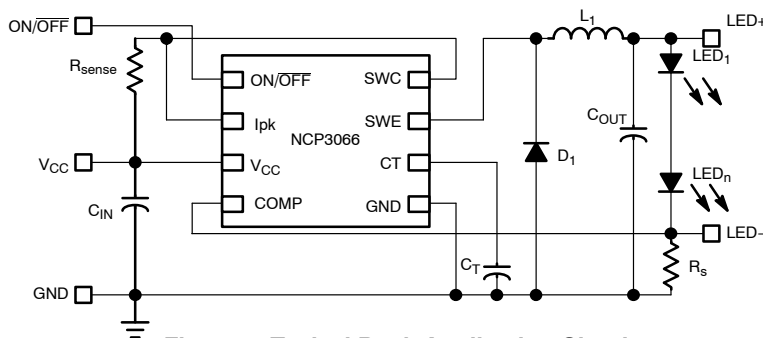 ON/OFF
L1
LED+
Rsense
LED1
ON/OFF
SWC
COUT
Ipk
SWE
NCP3066
VCC
VCC
CT
D1
LEDn
CIN
COMP
GND
LED−
CT
Rs
GND